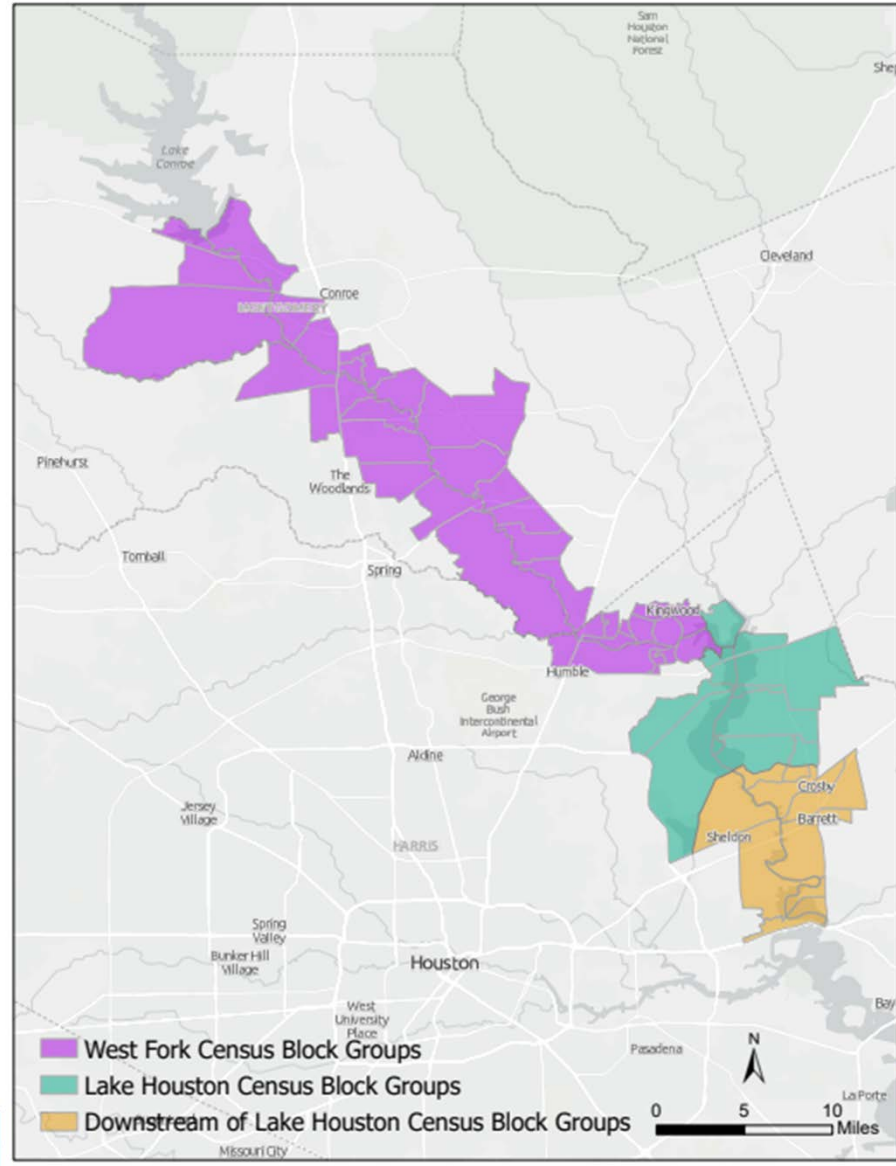 Sam
Houston
National
Forest
Lake
Conroe
Cleveland
Conroe
MONTGOMERY
Pinehurst
The
Woodlands
Tomball
Spring
Kingwood
Humble
George
Bush
Intercontinental
Airport
Aldine
Crosby
Jersey
Village
Barrett
Sheldon
HARRIS
Spring
Valley
Bunker Hill
Village
Houston
West
University
Place
Bay
Pasadena
La Porte
Missouri City
West Fork Census Block Groups
Lake Houston Census Block Groups
Downstream of Lake Houston Census Block Groups
N
0 5 10
Miles